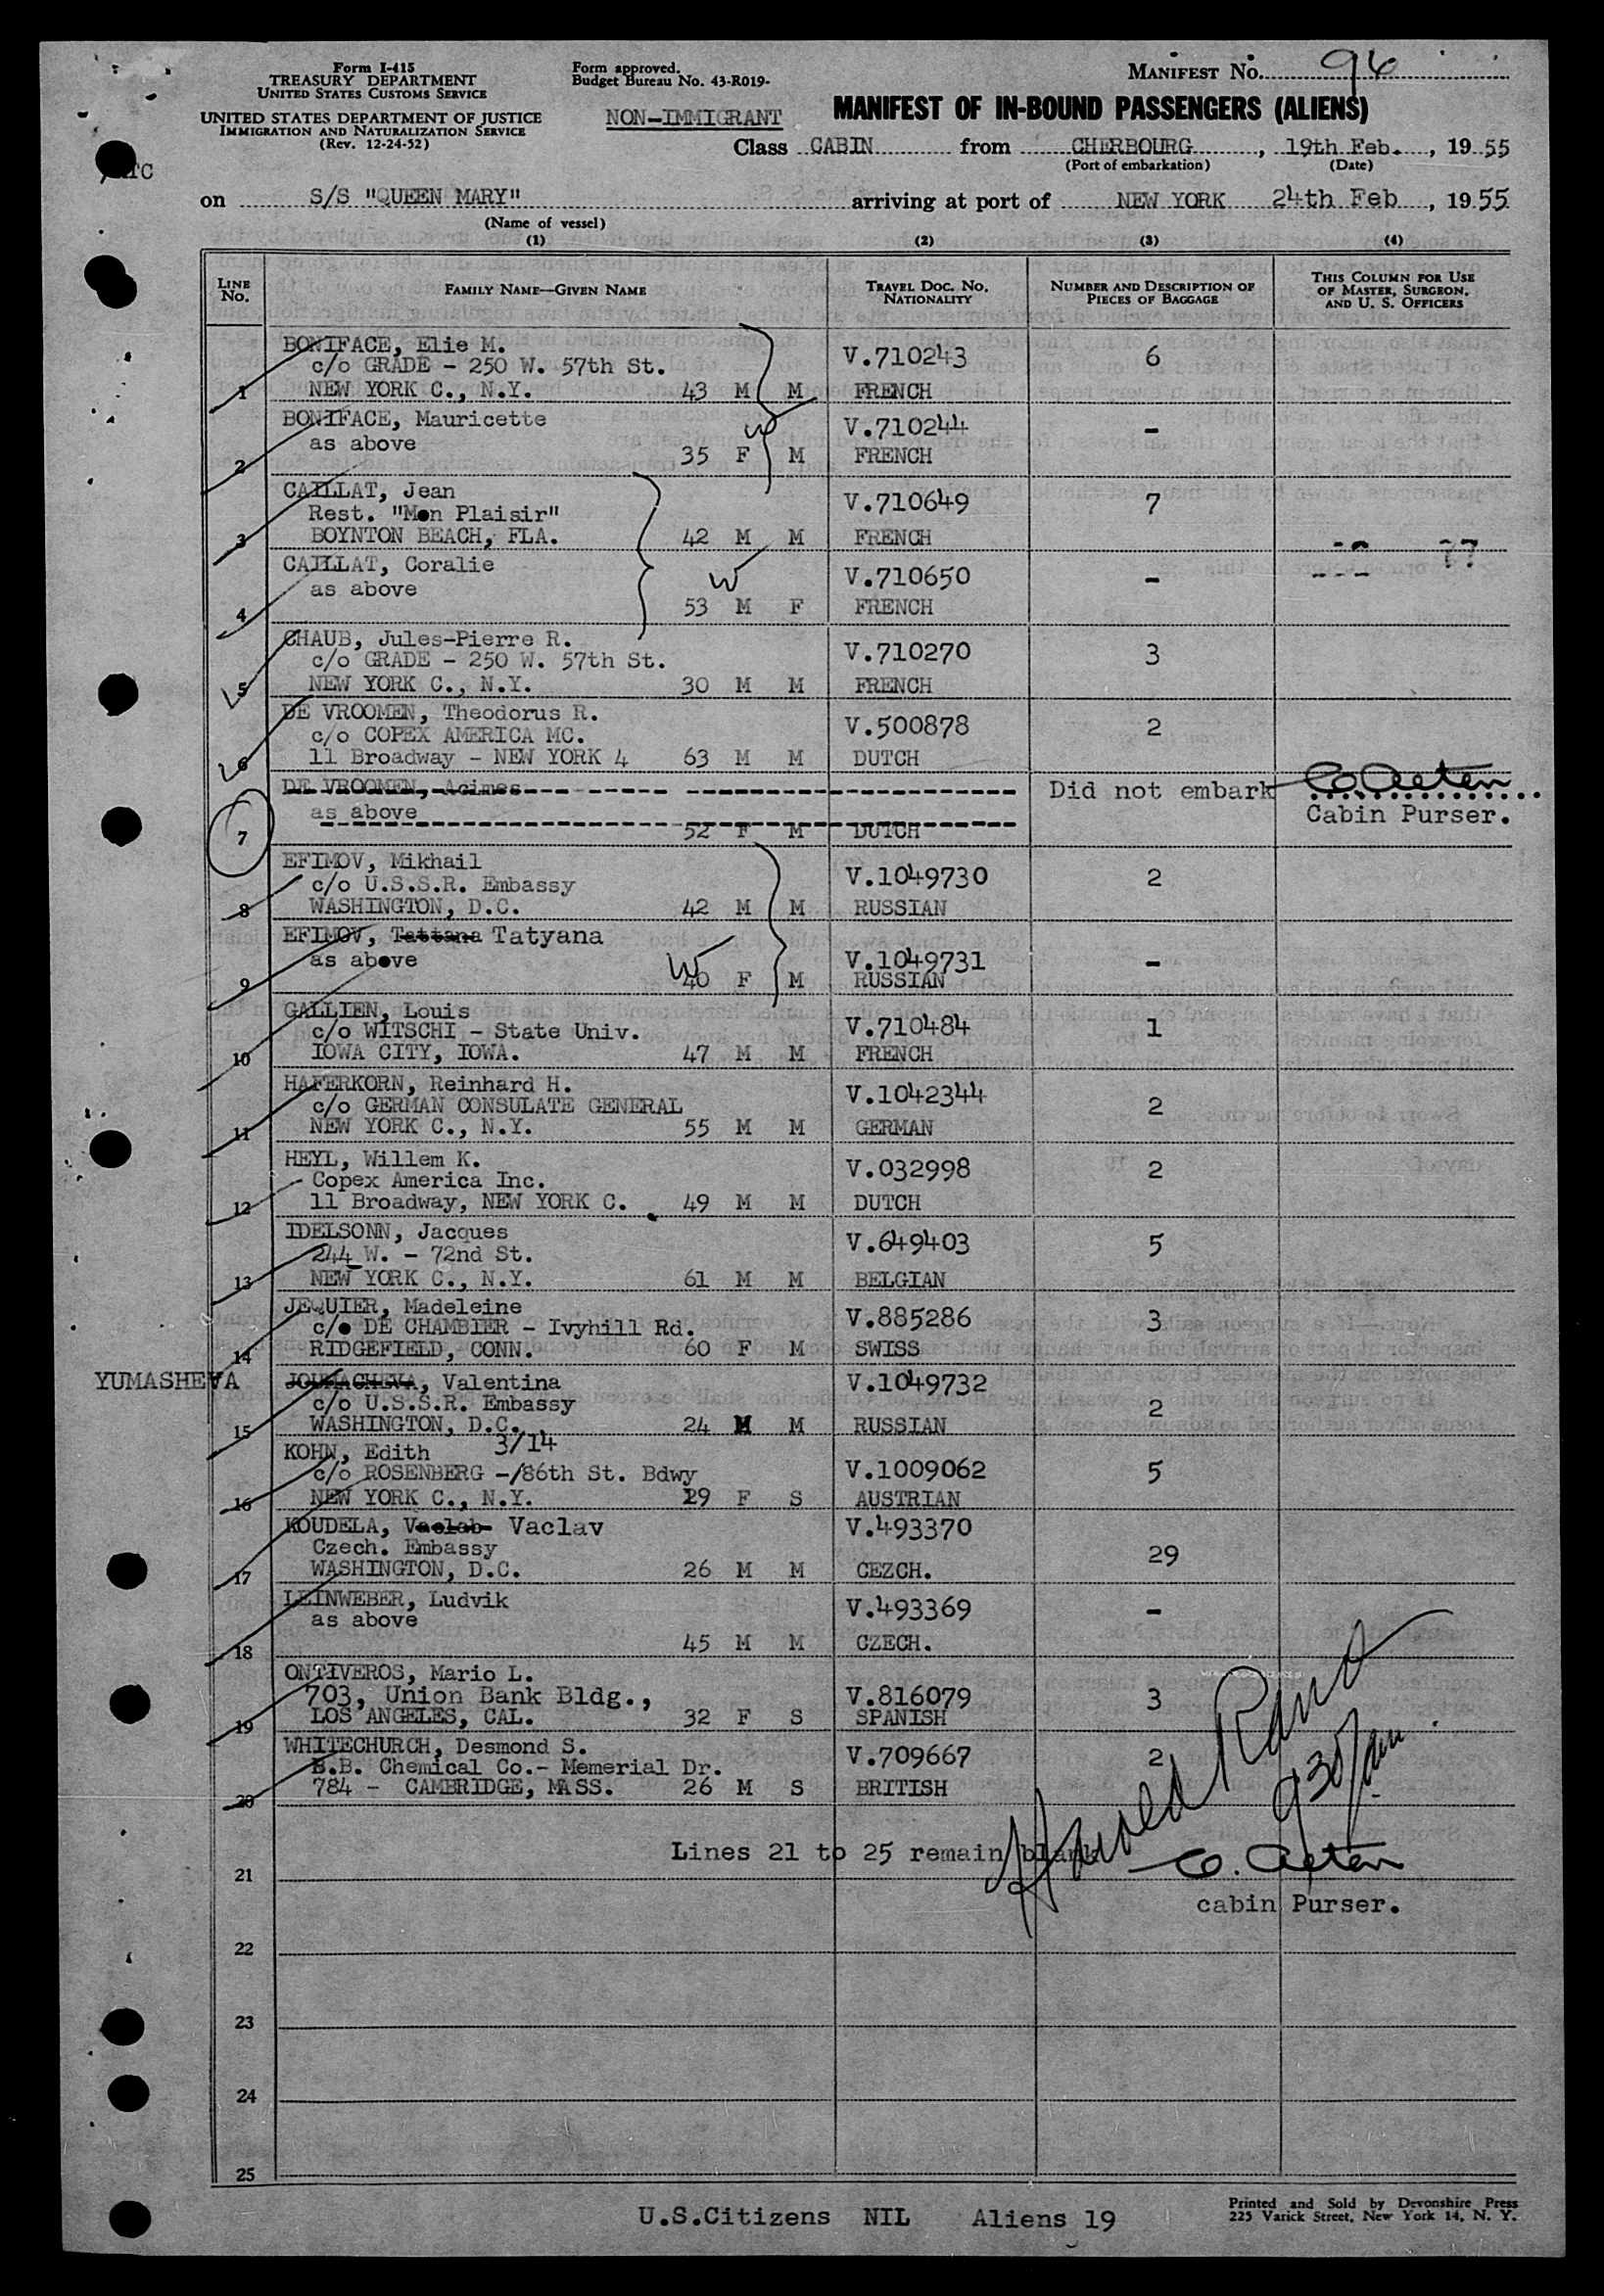 Form I-415
TREASURY DEPARTMENT
UNITED STATES CUSTOMS SERVICE
UNITED STATES DEPARTMENT OF JUSTICE
IMMIGRATION AND NATURALIZATION SERVICE
(Rev. 12-24-52)
Form approved.
Budget Bureau No. 43-R019-
NON-IMMIGRANT
MANIFEST NO. 96
MANIFEST OF IN-BOUND PASSENGERS (ALIENS)
Class CABIN from CHERBOURG, 19th Feb., 1955
(Port of embarkation) (Date)
on S/S "QUEEN MARY" arriving at port of NEW YORK 24th Feb, 1955
(Name of vessel)
(1) (2) (3) (4)
LINE NO. FAMILY NAME—GIVEN NAME TRAVEL DOC. NO. NATIONALITY NUMBER AND DESCRIPTION OF PIECES OF BAGGAGE THIS COLUMN FOR USE OF MASTER, SURGEON, AND U. S. OFFICERS
BONIFACE, Elie M. V.710243 6
c/o GRADE - 250 W. 57th St.
1 NEW YORK C., N.Y. 43 M M FRENCH
BONIFACE, Mauricette V.710244 -
as above W
2 35 F M FRENCH
CAILLAT, Jean V.710649 7
Rest. "Mon Plaisir"
3 BOYNTON BEACH, FLA. 42 M M FRENCH
CAILLAT, Coralie V.710650 -
as above W
4 53 M F FRENCH
CHAUB, Jules-Pierre R. V.710270 3
c/o GRADE - 250 W. 57th St.
5 NEW YORK C., N.Y. 30 M M FRENCH
DE VROOMEN, Theodorus R. V.500878 2
c/o COPEX AMERICA MC.
6 11 Broadway - NEW YORK 4 63 M M DUTCH
DE VROOMEN, Acimes Did not embark
as above Cabin Purser.
7 52 F M DUTCH
EFIMOV, Mikhail V.1049730 2
c/o U.S.S.R. Embassy
8 WASHINGTON, D.C. 42 M M RUSSIAN
EFIMOV, Tattana Tatyana V.1049731 -
as above W
9 40 F M RUSSIAN
GALLIEN, Louis V.710484 1
c/o WITSCHI - State Univ.
10 IOWA CITY, IOWA. 47 M M FRENCH
HAFERKORN, Reinhard H. V.1042344 2
c/o GERMAN CONSULATE GENERAL
11 NEW YORK C., N.Y. 55 M M GERMAN
HEYL, Willem K. V.032998 2
Copex America Inc.
12 11 Broadway, NEW YORK C. 49 M M DUTCH
IDELSONN, Jacques V.649403 5
244 W. - 72nd St.
13 NEW YORK C., N.Y. 61 M M BELGIAN
JEQUIER, Madeleine V.885286 3
c/o DE CHAMBIER - Ivyhill Rd.
14 RIDGEFIELD, CONN. 60 F M SWISS
YUMASHEVA JOUMACHEVA, Valentina V.1049732 2
c/o U.S.S.R. Embassy
15 WASHINGTON, D.C. 24 M M RUSSIAN
KOHN, Edith 3/14 V.1009062 5
c/o ROSENBERG -/86th St. Bdwy
16 NEW YORK C., N.Y. 29 F S AUSTRIAN
KOUDELA, Vaclab Vaclav V.493370 29
Czech. Embassy
17 WASHINGTON, D.C. 26 M M CEZCH.
LEINWEBER, Ludvik V.493369 -
as above
18 45 M M CZECH.
ONTIVEROS, Mario L. V.816079 3
703, Union Bank Bldg.,
19 LOS ANGELES, CAL. 32 F S SPANISH
WHITECHURCH, Desmond S. V.709667 2
B.B. Chemical Co.- Memerial Dr.
20 784 - CAMBRIDGE, MASS. 26 M S BRITISH
Harold Rand
930/am
Lines 21 to 25 remain blank
21
cabin Purser.
22
23
24
25
U.S.Citizens NIL Aliens 19
Printed and Sold by Devonshire Press
225 Varick Street, New York 14, N. Y.